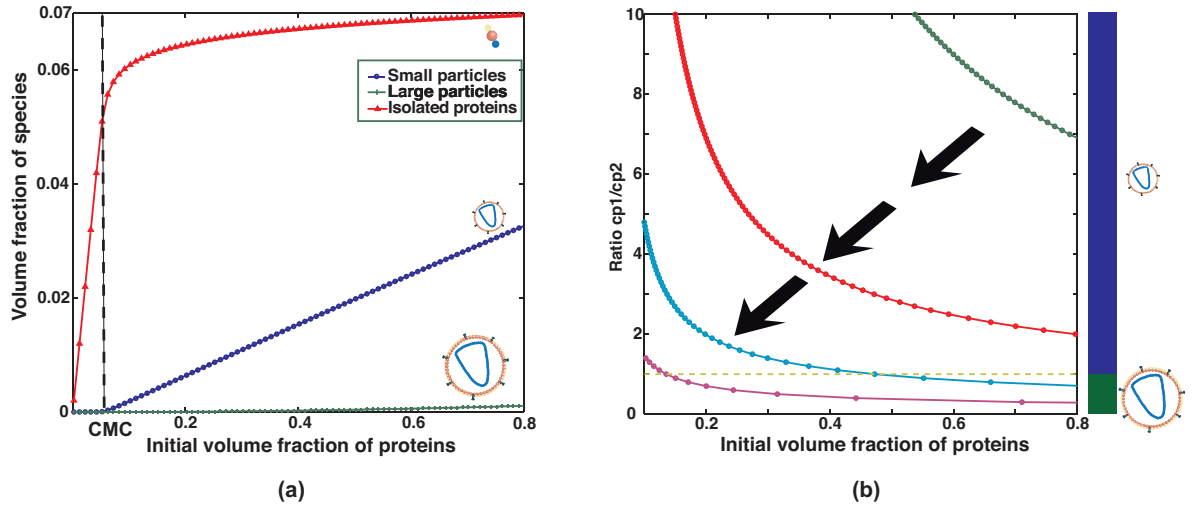 0.07
0.06
0.04
0.02
0
Volume fraction of species
Small particles
Large particles
Isolated proteins
CMC
0.2
0.4
0.6
0.8
Initial volume fraction of proteins
(a)
10
8
6
4
2
0
Ratio cp1/cp2
0.2
0.4
0.6
0.8
Initial volume fraction of proteins
(b)